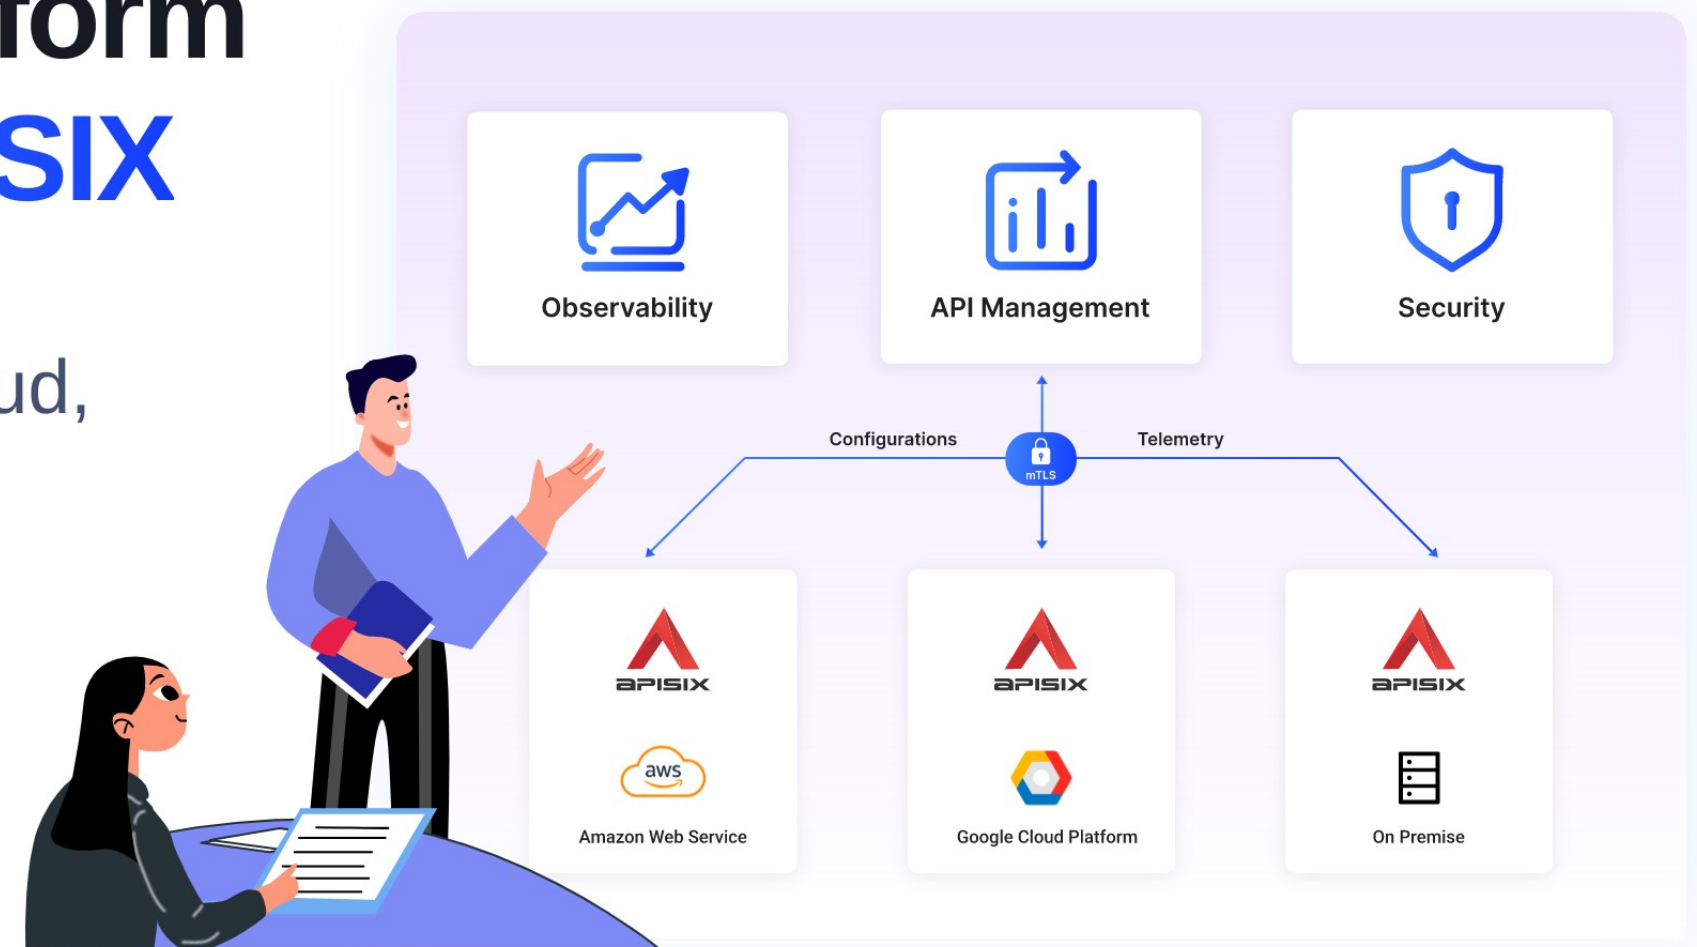 form
SIX
ud,
Observability
API Management
Security
Configurations
Telemetry
mTLS
APISIX
APISIX
APISIX
aws
Amazon Web Service
Google Cloud Platform
On Premise